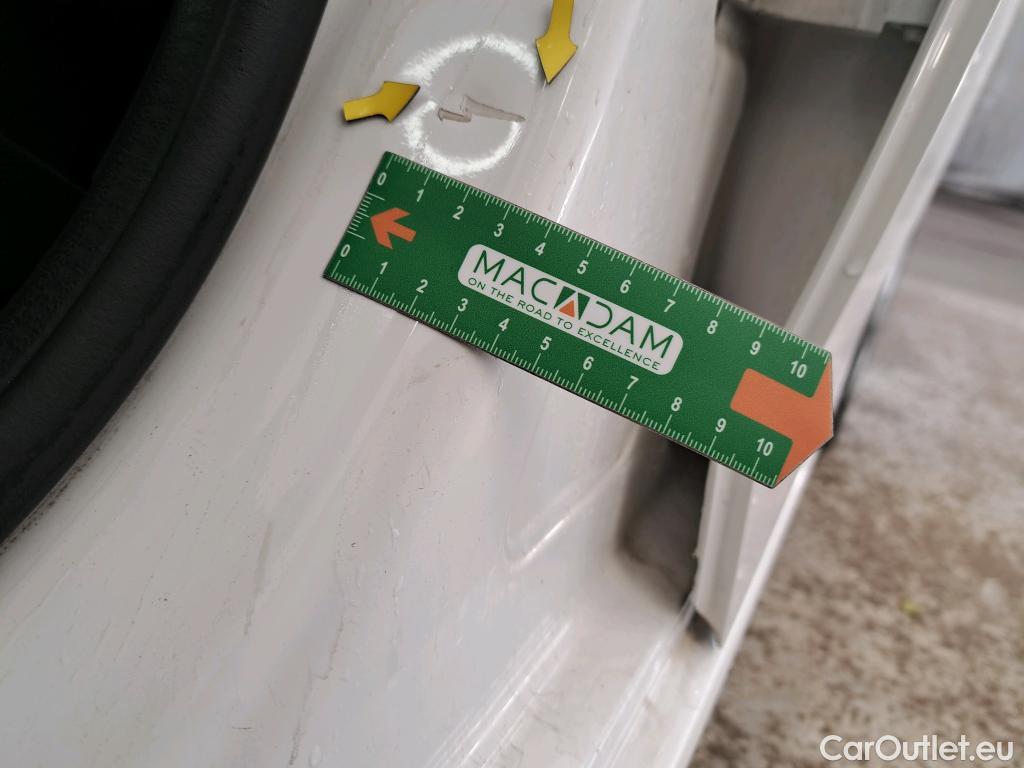 0 1 2 3 4 5 6 7 8 9 10
MACADAM
ON THE ROAD TO EXCELLENCE
0 1 2 3 4 5 6 7 8 9 10
CarOutlet.eu